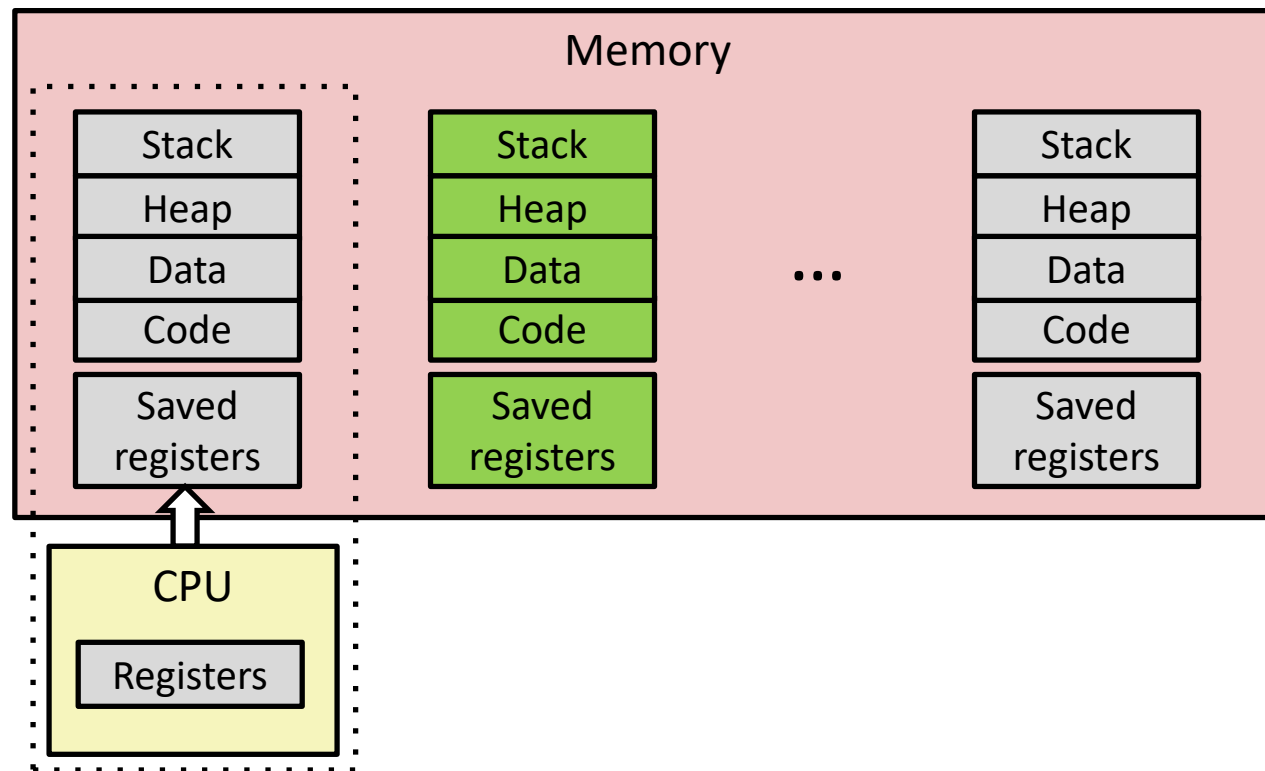 Memory
Stack
Heap
Data
Code
Saved
registers
Stack
Heap
Data
Code
Saved
registers
...
Stack
Heap
Data
Code
Saved
registers
CPU
Registers